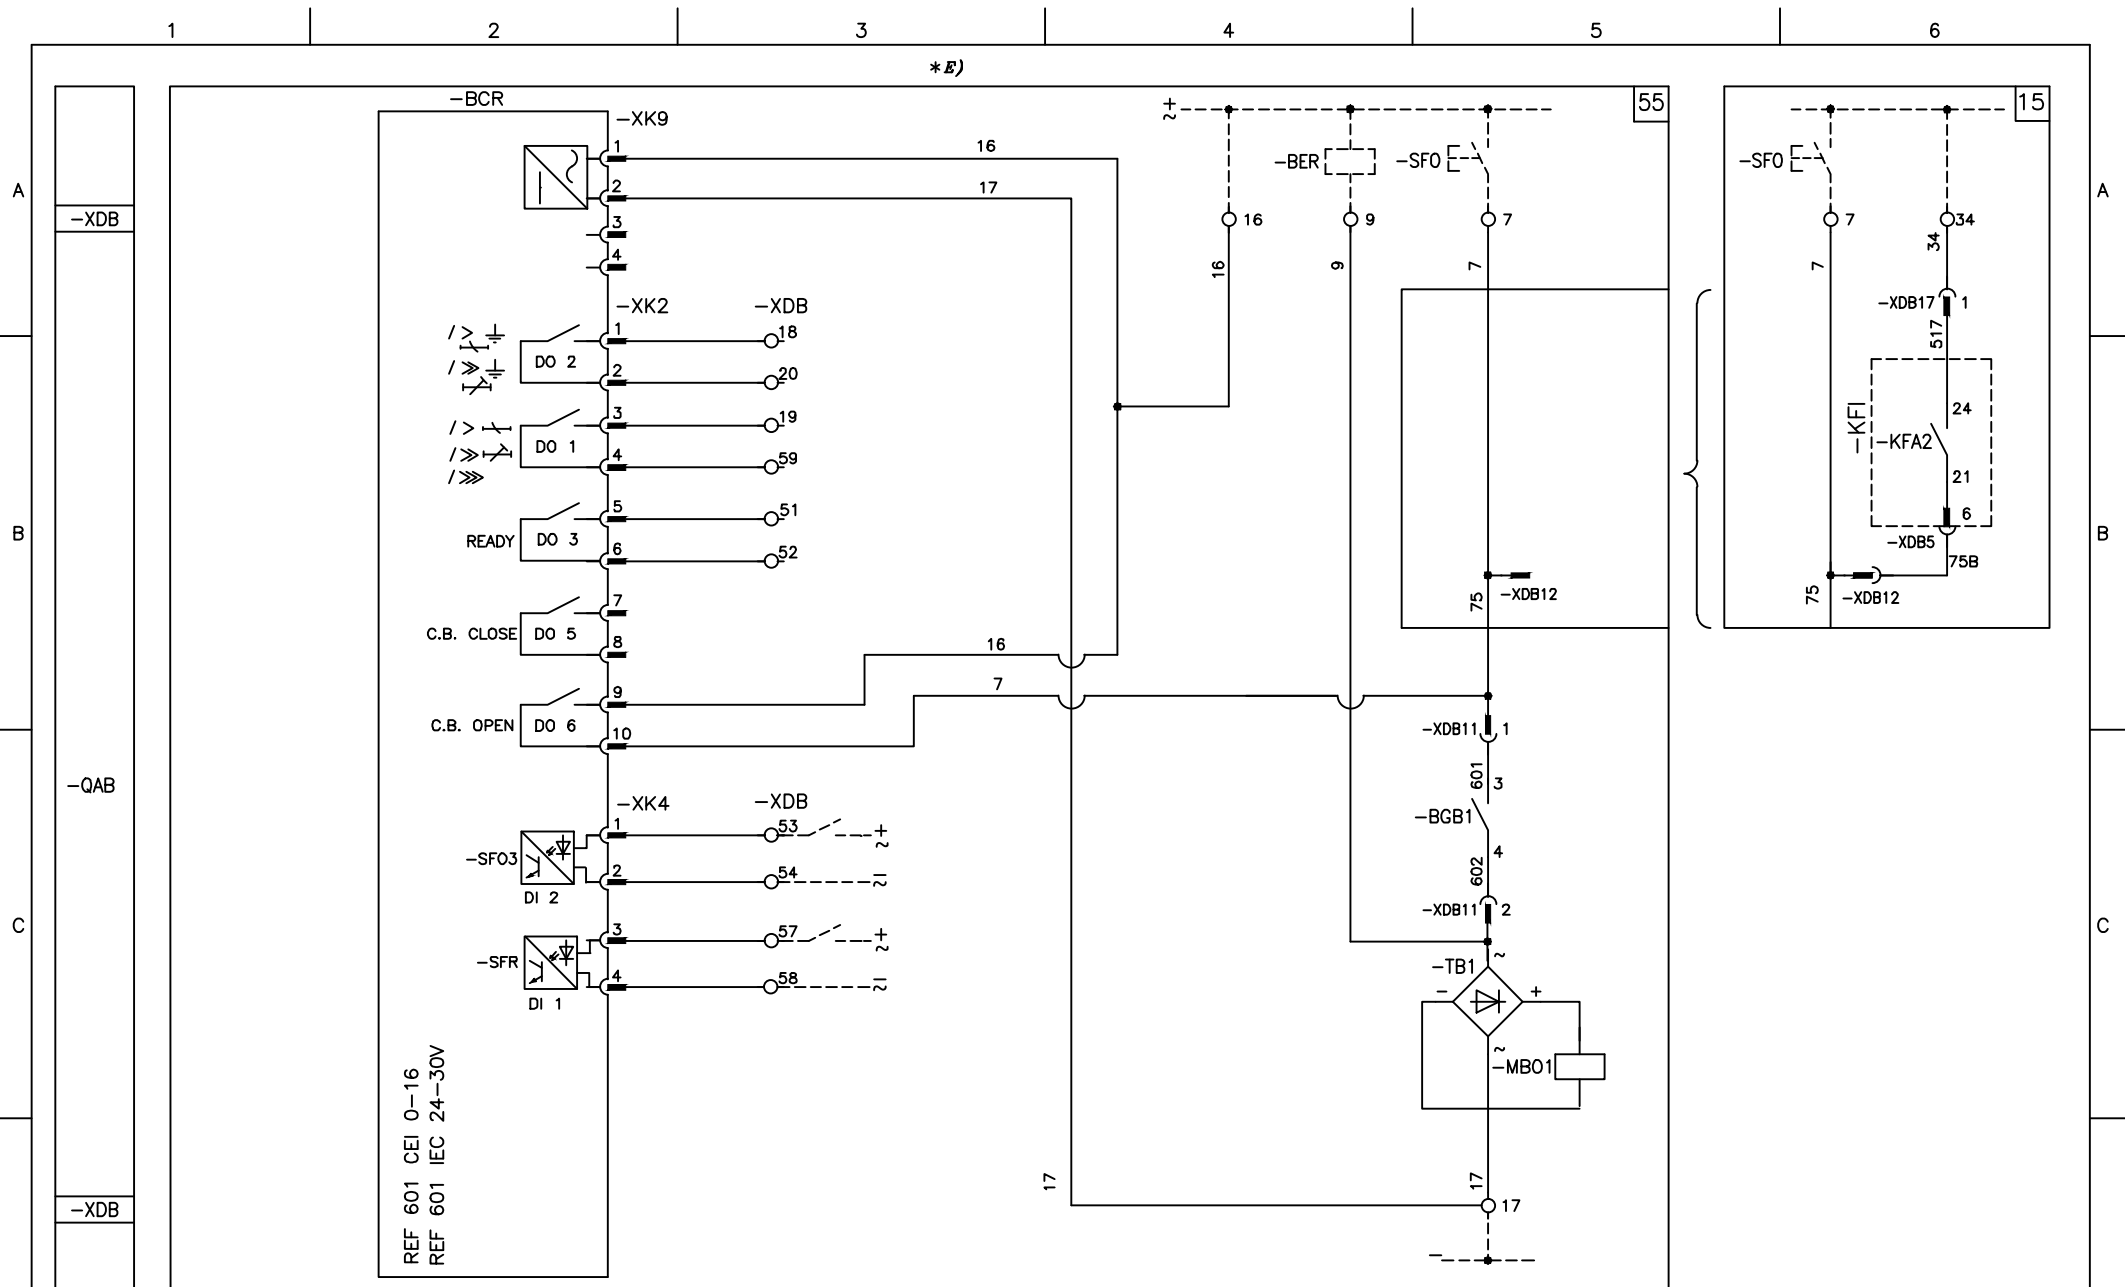 1 2 3 4 5 6
*E)
-BCR
-XK9
+
~
55
15
1
16
-BER
-SFO
-SFO
A
A
2
17
-XDB
3
16
9
7
7
34
4
16
9
7
7
34
-XDB17 1
517
-XK2
-XDB
1
18
DO 2
2
20
3
19
24
-KFI
-KFA2
DO 1
4
59
21
5
51
6
B
READY
DO 3
B
-XDB5
6
52
75B
75
-XDB12
75
-XDB12
7
C.B. CLOSE
DO 5
8
16
9
7
C.B. OPEN
DO 6
10
-XDB11 1
-QAB
601
3
-XK4
-XDB
1
53
+
~
-BGB1
-SFO3
2
54
-
~
4
602
DI 2
-XDB11 2
C
C
3
57
+
~
-SFR
4
58
-
~
DI 1
-TB1
~
-
+
~
-MBO1
REF 601 CEI 0-16
REF 601 IEC 24-30V
17
17
-XDB
17
-